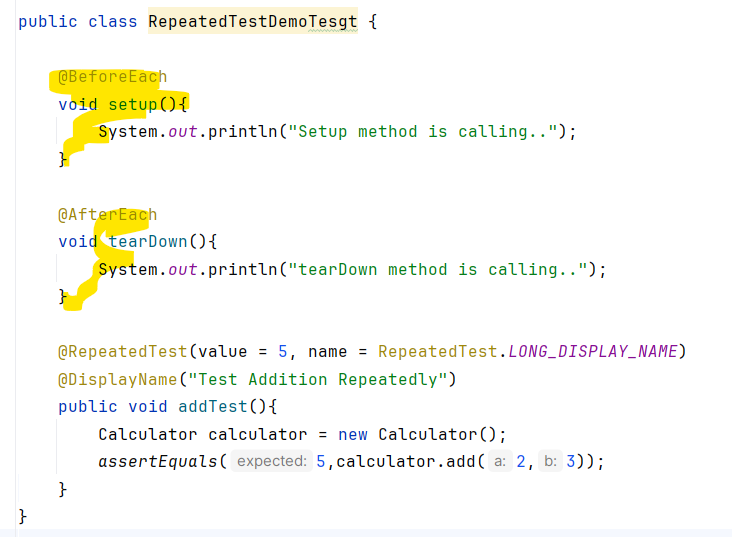 public class RepeatedTestDemoTesgt {
@BeforeEach
void setup(){
System.out.println("Setup method is calling..");
}
@AfterEach
void tearDown(){
System.out.println("tearDown method is calling..");
}
@RepeatedTest(value = 5, name = RepeatedTest.LONG_DISPLAY_NAME)
@DisplayName("Test Addition Repeatedly")
public void addTest(){
Calculator calculator = new Calculator();
assertEquals( expected: 5,calculator.add( a: 2, b: 3));
}
}